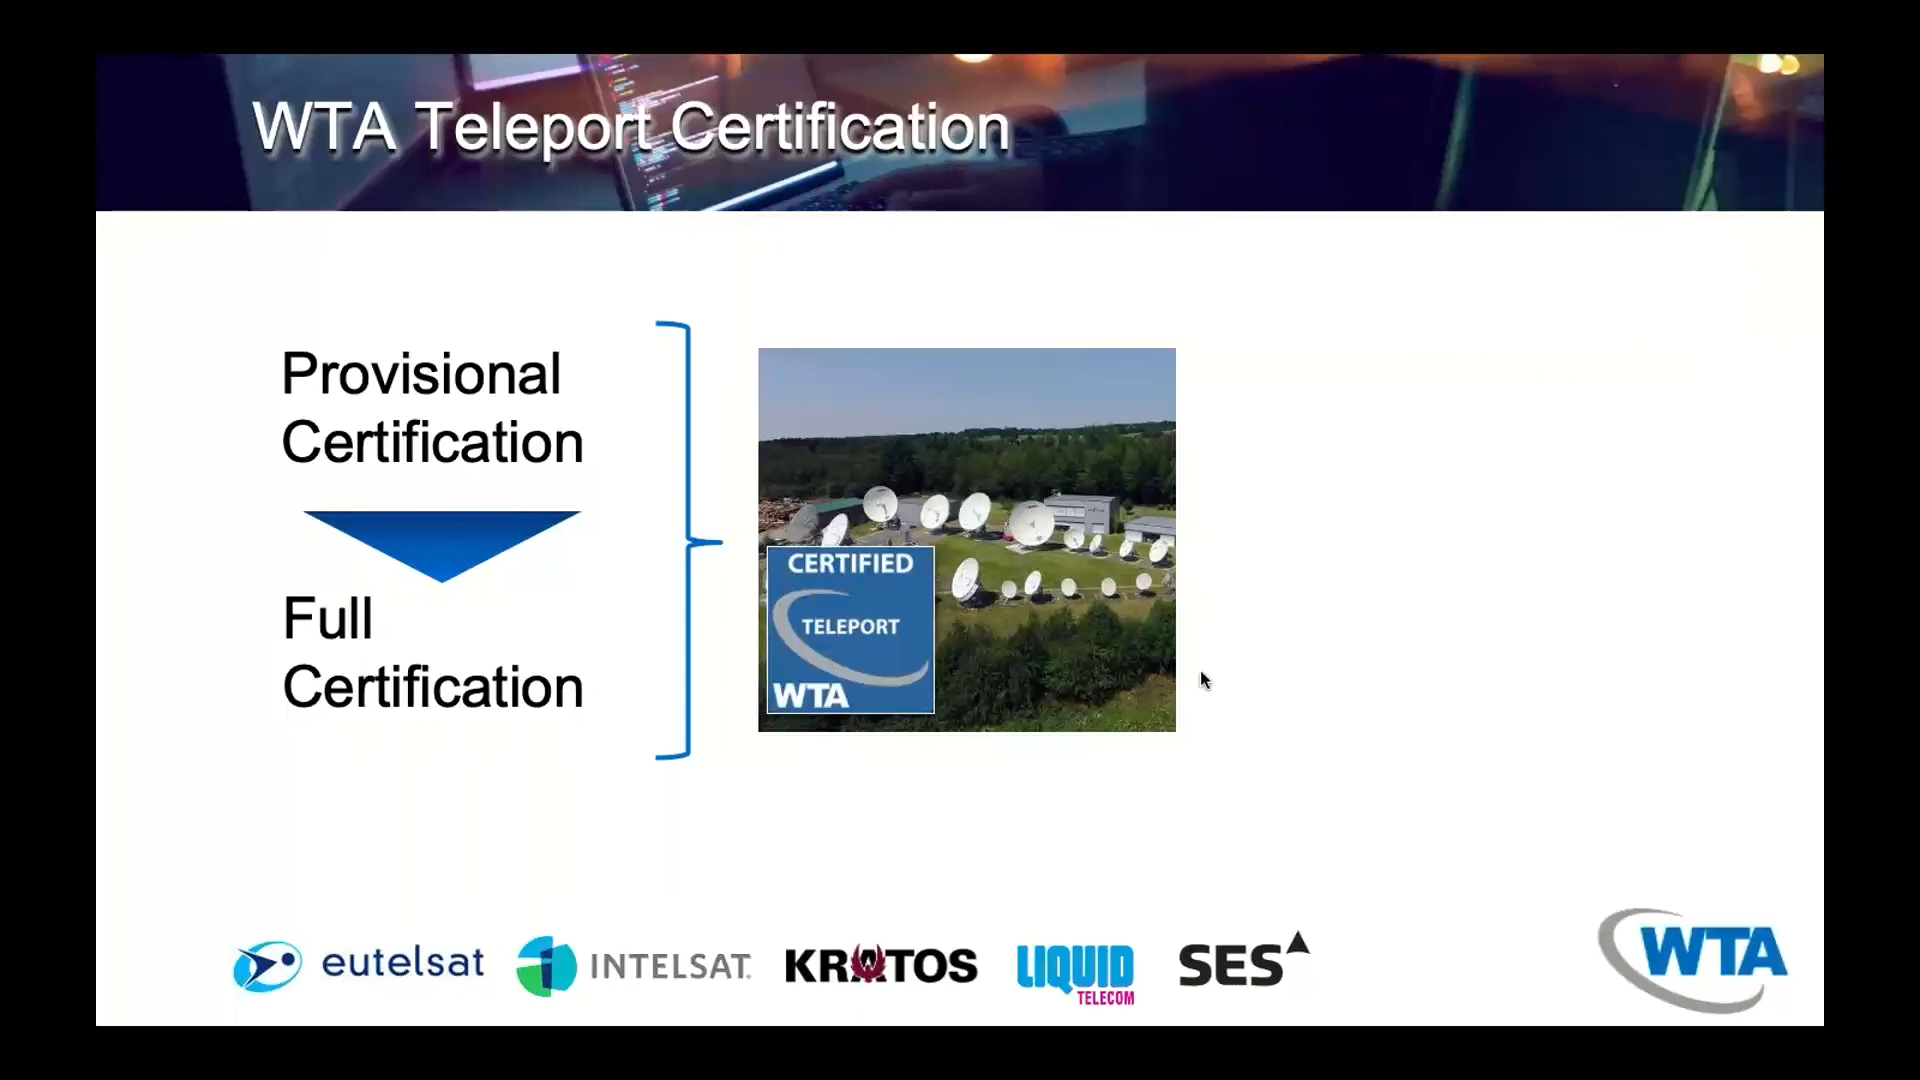 WTA Teleport Certification
Provisional
Certification
Full
Certification
CERTIFIED
TELEPORT
WTA
eutelsat
INTELSAT.
KRATOS
LIQUID
TELECOM
SES
WTA